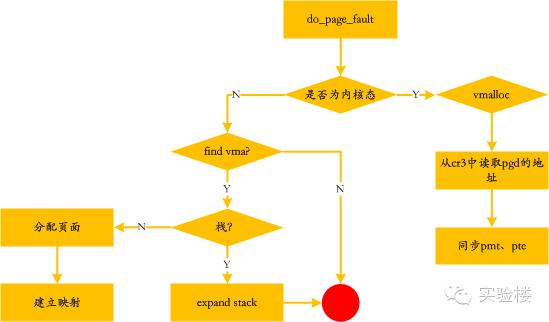 do_page_fault
是否为内核态
N
Y
vmalloc
find vma?
从cr3中读取pgd的地
址
Y
N
分配页面
N
栈?
同步pmt、pte
Y
建立映射
expand stack
实验楼